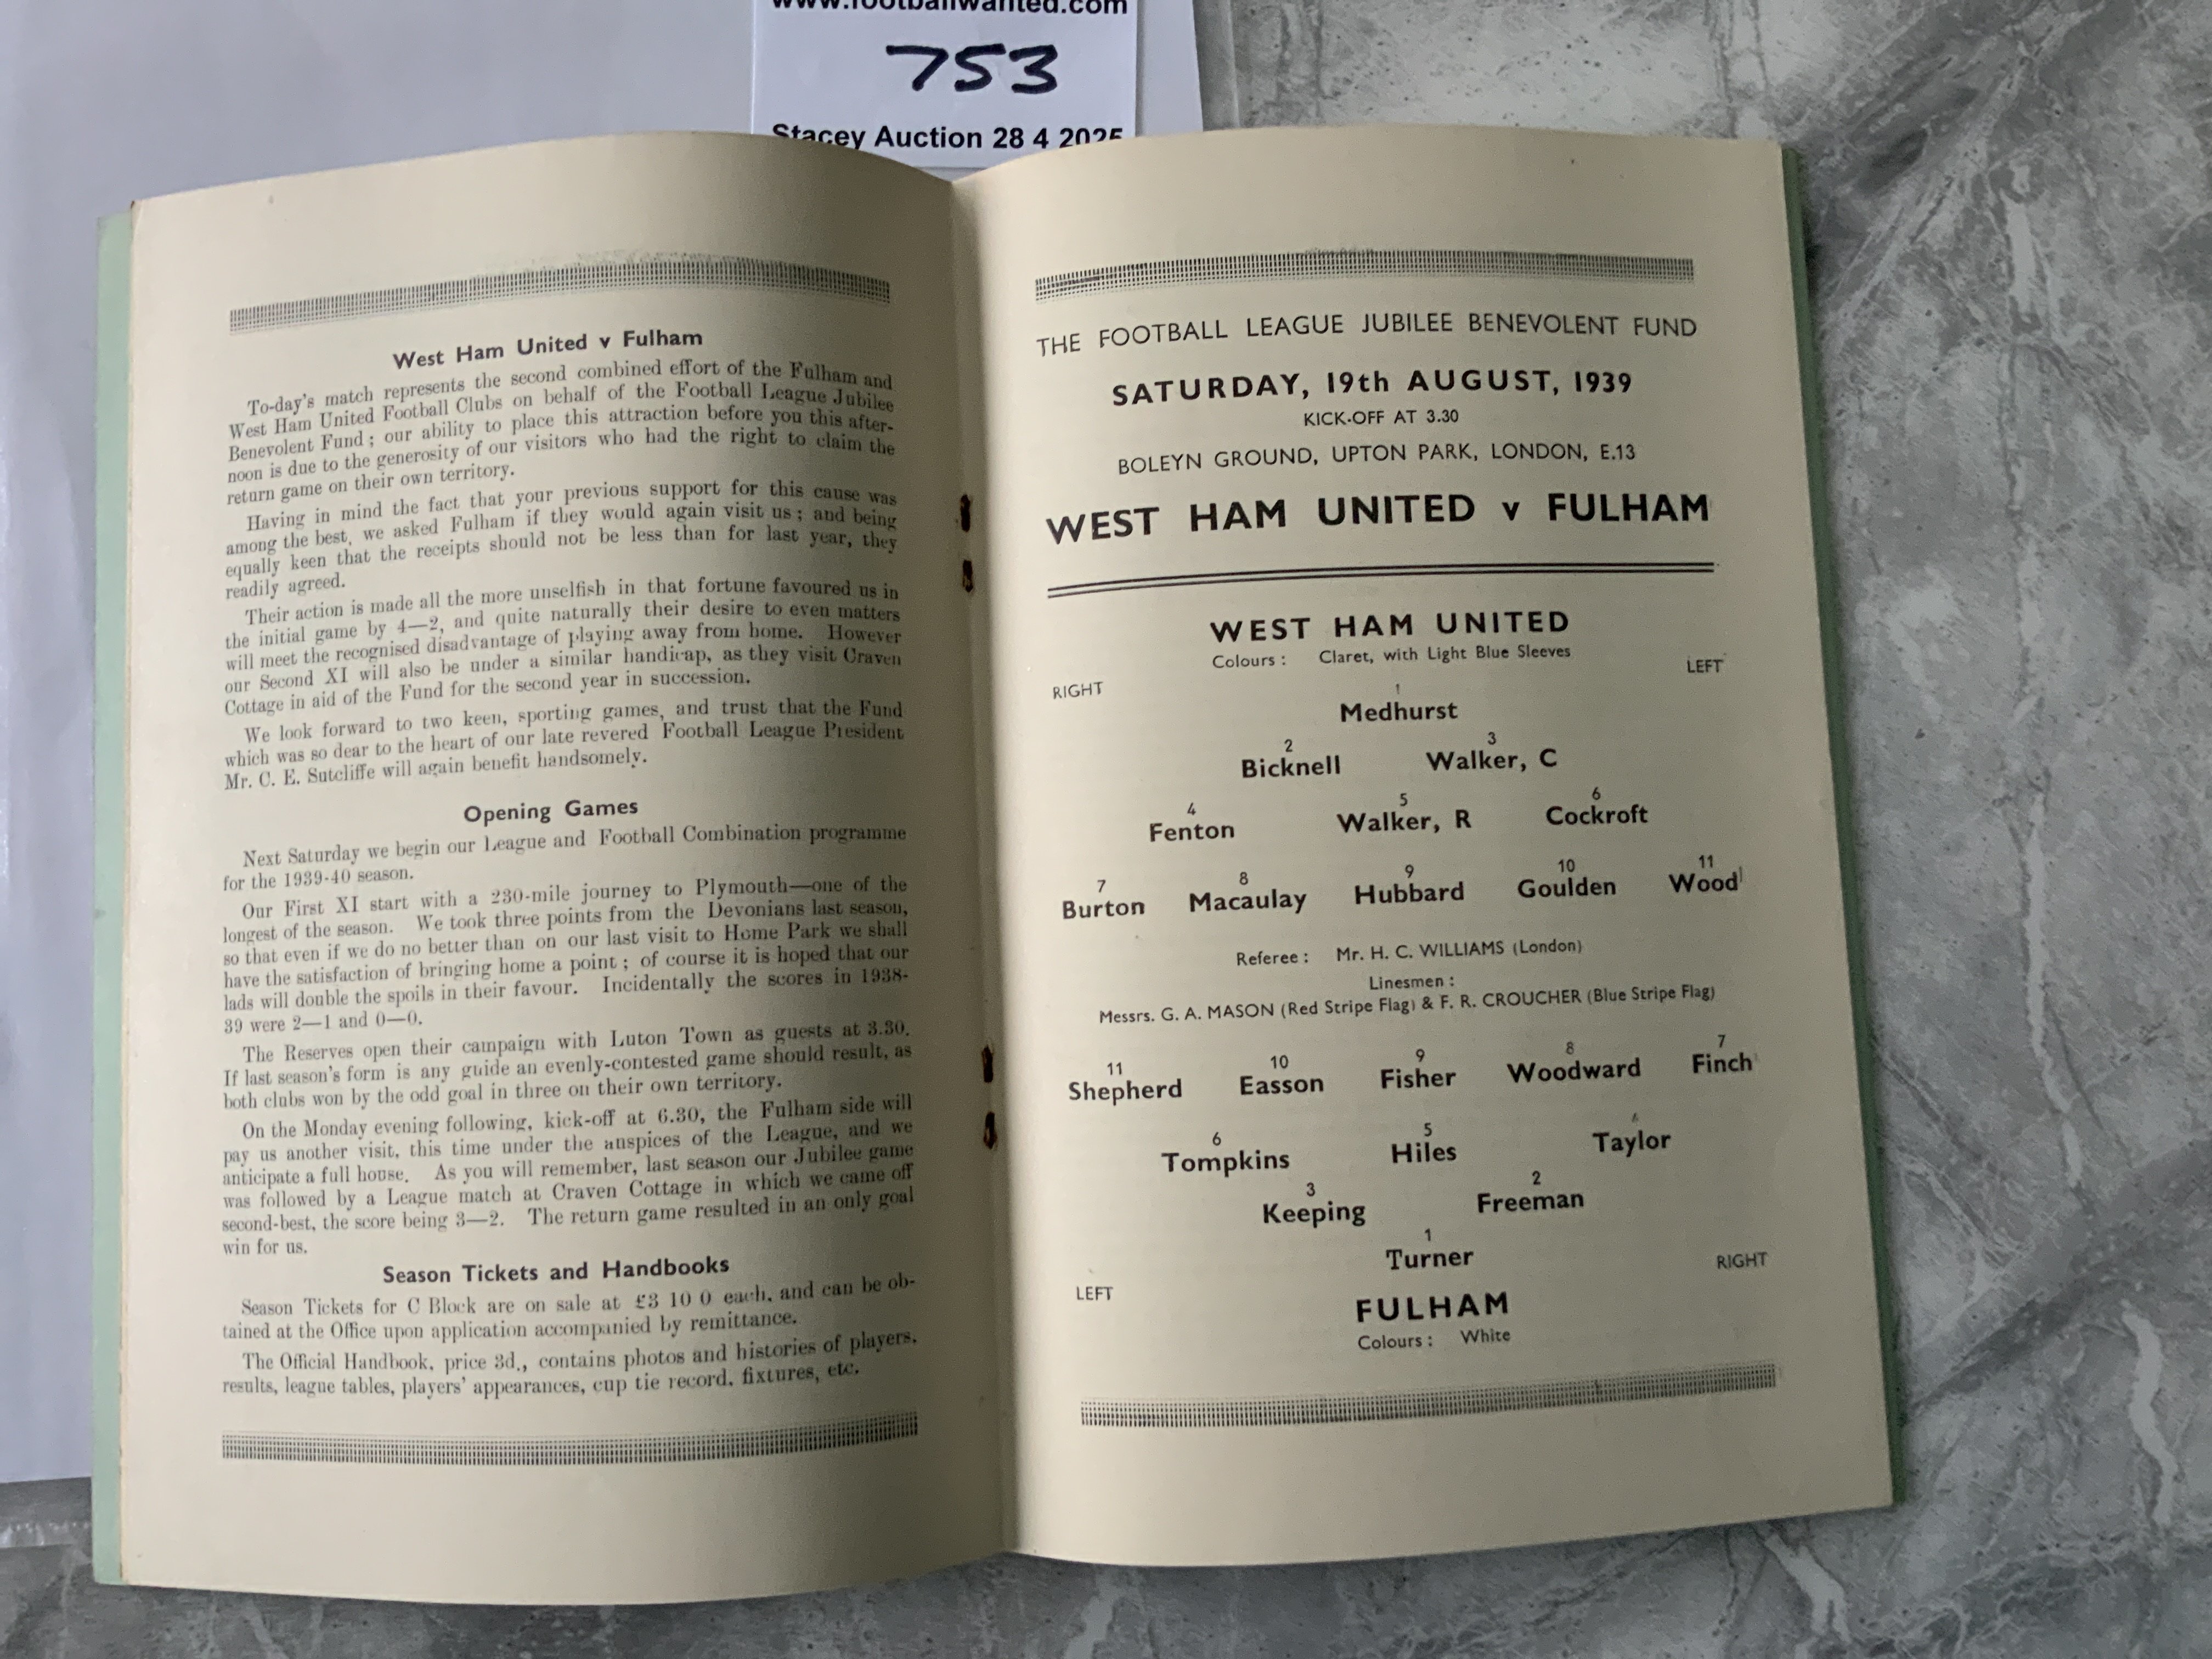 www.footballwanted.com
753
Stacey Auction 28 4 2025
West Ham United v Fulham
To-day's match represents the second combined effort of the Fulham and
West Ham United Football Clubs on behalf of the Football League Jubilee
Benevolent Fund ; our ability to place this attraction before you this after-
noon is due to the generosity of our visitors who had the right to claim the
return game on their own territory.
Having in mind the fact that your previous support for this cause was
among the best, we asked Fulham if they would again visit us ; and being
equally keen that the receipts should not be less than for last year, they
readily agreed.
Their action is made all the more unselfish in that fortune favoured us in
the initial game by 4—2, and quite naturally their desire to even matters
will meet the recognised disadvantage of playing away from home. However
our Second XI will also be under a similar handicap, as they visit Craven
Cottage in aid of the Fund for the second year in succession.
We look forward to two keen, sporting games, and trust that the Fund
which was so dear to the heart of our late revered Football League President
Mr. C. E. Sutcliffe will again benefit handsomely.
Opening Games
Next Saturday we begin our League and Football Combination programme
for the 1939-40 season.
Our First XI start with a 230-mile journey to Plymouth—one of the
longest of the season. We took three points from the Devonians last season,
so that even if we do no better than on our last visit to Home Park we shall
have the satisfaction of bringing home a point ; of course it is hoped that our
lads will double the spoils in their favour. Incidentally the scores in 1938-
39 were 2—1 and 0—0.
The Reserves open their campaign with Luton Town as guests at 3.30.
If last season's form is any guide an evenly-contested game should result, as
both clubs won by the odd goal in three on their own territory.
On the Monday evening following, kick-off at 6.30, the Fulham side will
pay us another visit, this time under the auspices of the League, and we
anticipate a full house. As you will remember, last season our Jubilee game
was followed by a League match at Craven Cottage in which we came off
second-best, the score being 3—2. The return game resulted in an only goal
win for us.
Season Tickets and Handbooks
Season Tickets for C Block are on sale at £3 10 0 each, and can be ob-
tained at the Office upon application accompanied by remittance.
The Official Handbook, price 3d., contains photos and histories of players,
results, league tables, players' appearances, cup tie record, fixtures, etc.
THE FOOTBALL LEAGUE JUBILEE BENEVOLENT FUND
SATURDAY, 19th AUGUST, 1939
KICK-OFF AT 3.30
BOLEYN GROUND, UPTON PARK, LONDON, E.13
WEST HAM UNITED v FULHAM
WEST HAM UNITED
Colours : Claret, with Light Blue Sleeves
RIGHT LEFT
1
Medhurst
2 3
Bicknell Walker, C
4 5 6
Fenton Walker, R Cockroft
7 8 9 10 11
Burton Macaulay Hubbard Goulden Wood
Referee : Mr. H. C. WILLIAMS (London)
Linesmen :
Messrs. G. A. MASON (Red Stripe Flag) & F. R. CROUCHER (Blue Stripe Flag)
11 10 9 8 7
Shepherd Easson Fisher Woodward Finch
6 5 4
Tompkins Hiles Taylor
3 2
Keeping Freeman
1
Turner
LEFT RIGHT
FULHAM
Colours : White